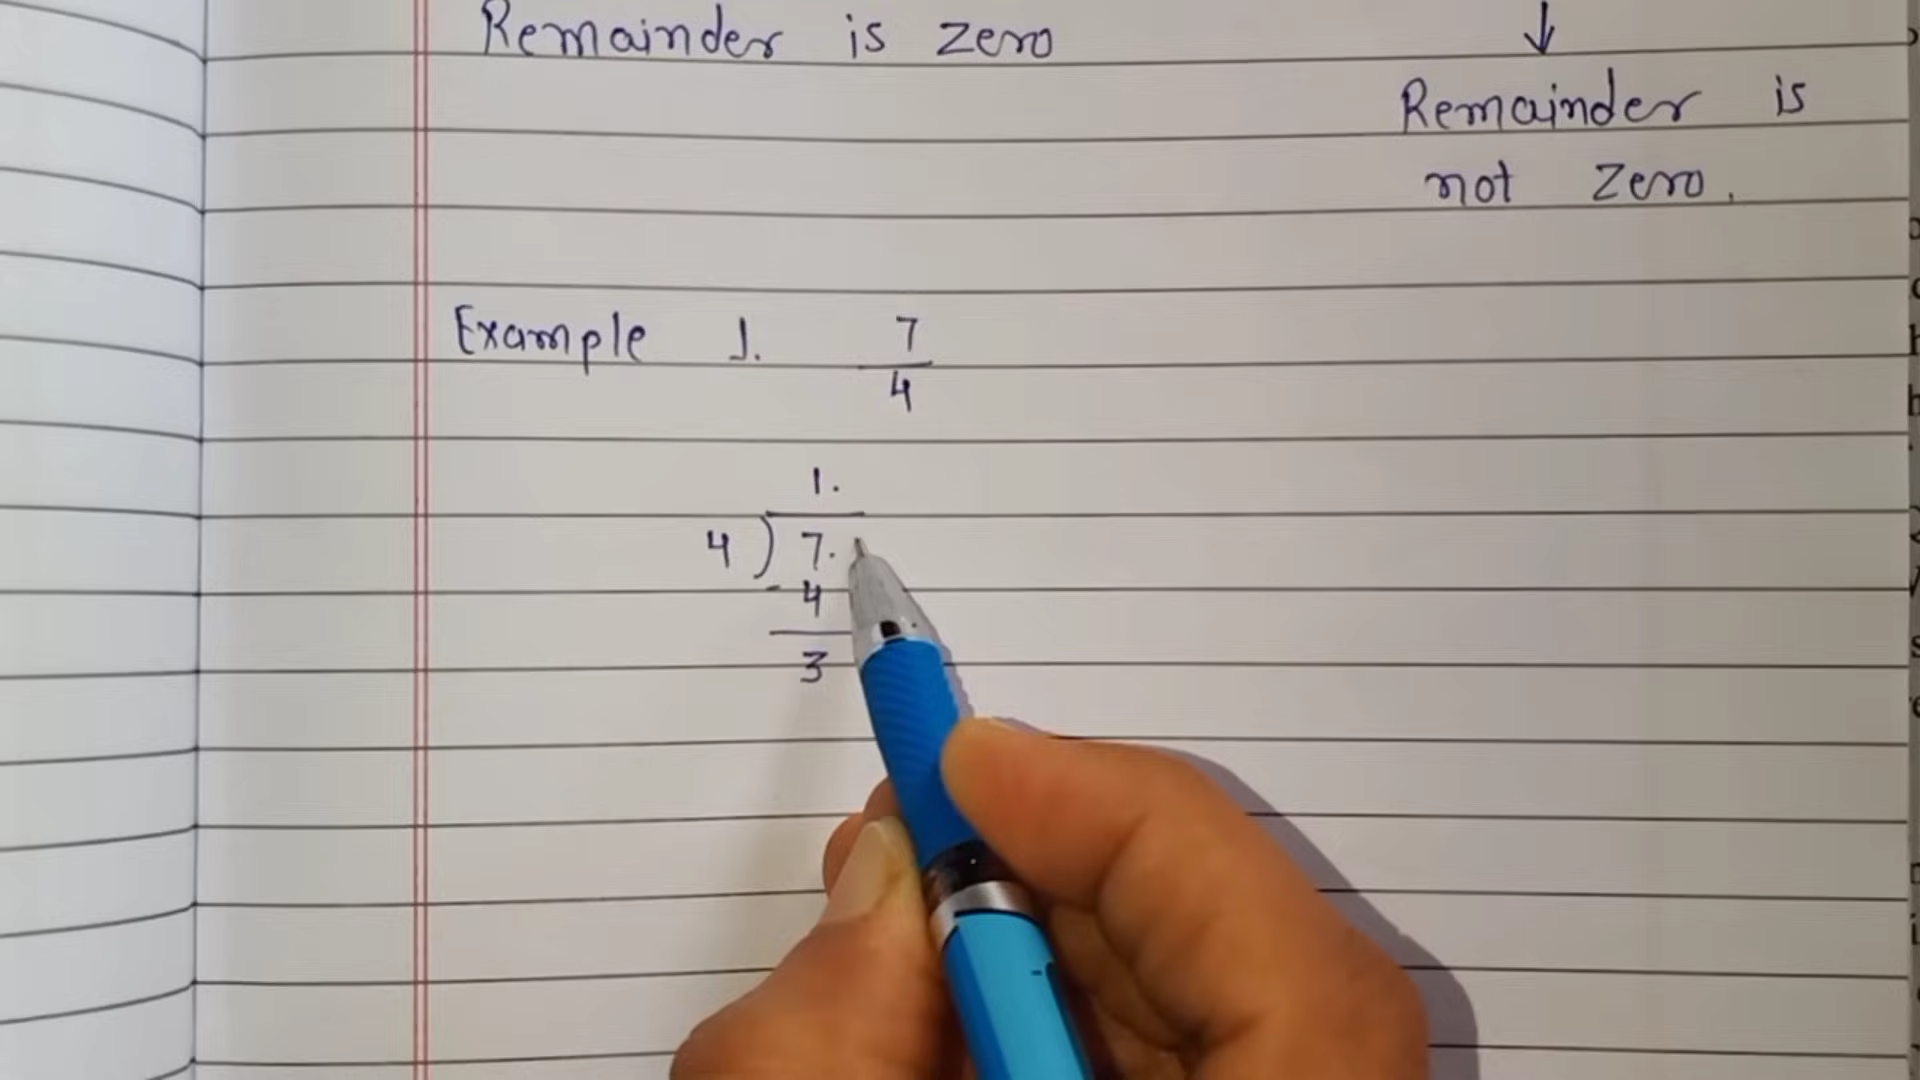 Remainder is zero
Remainder is
not zero.
Example 1. 7
4
1.
4 ) 7.
- 4
3